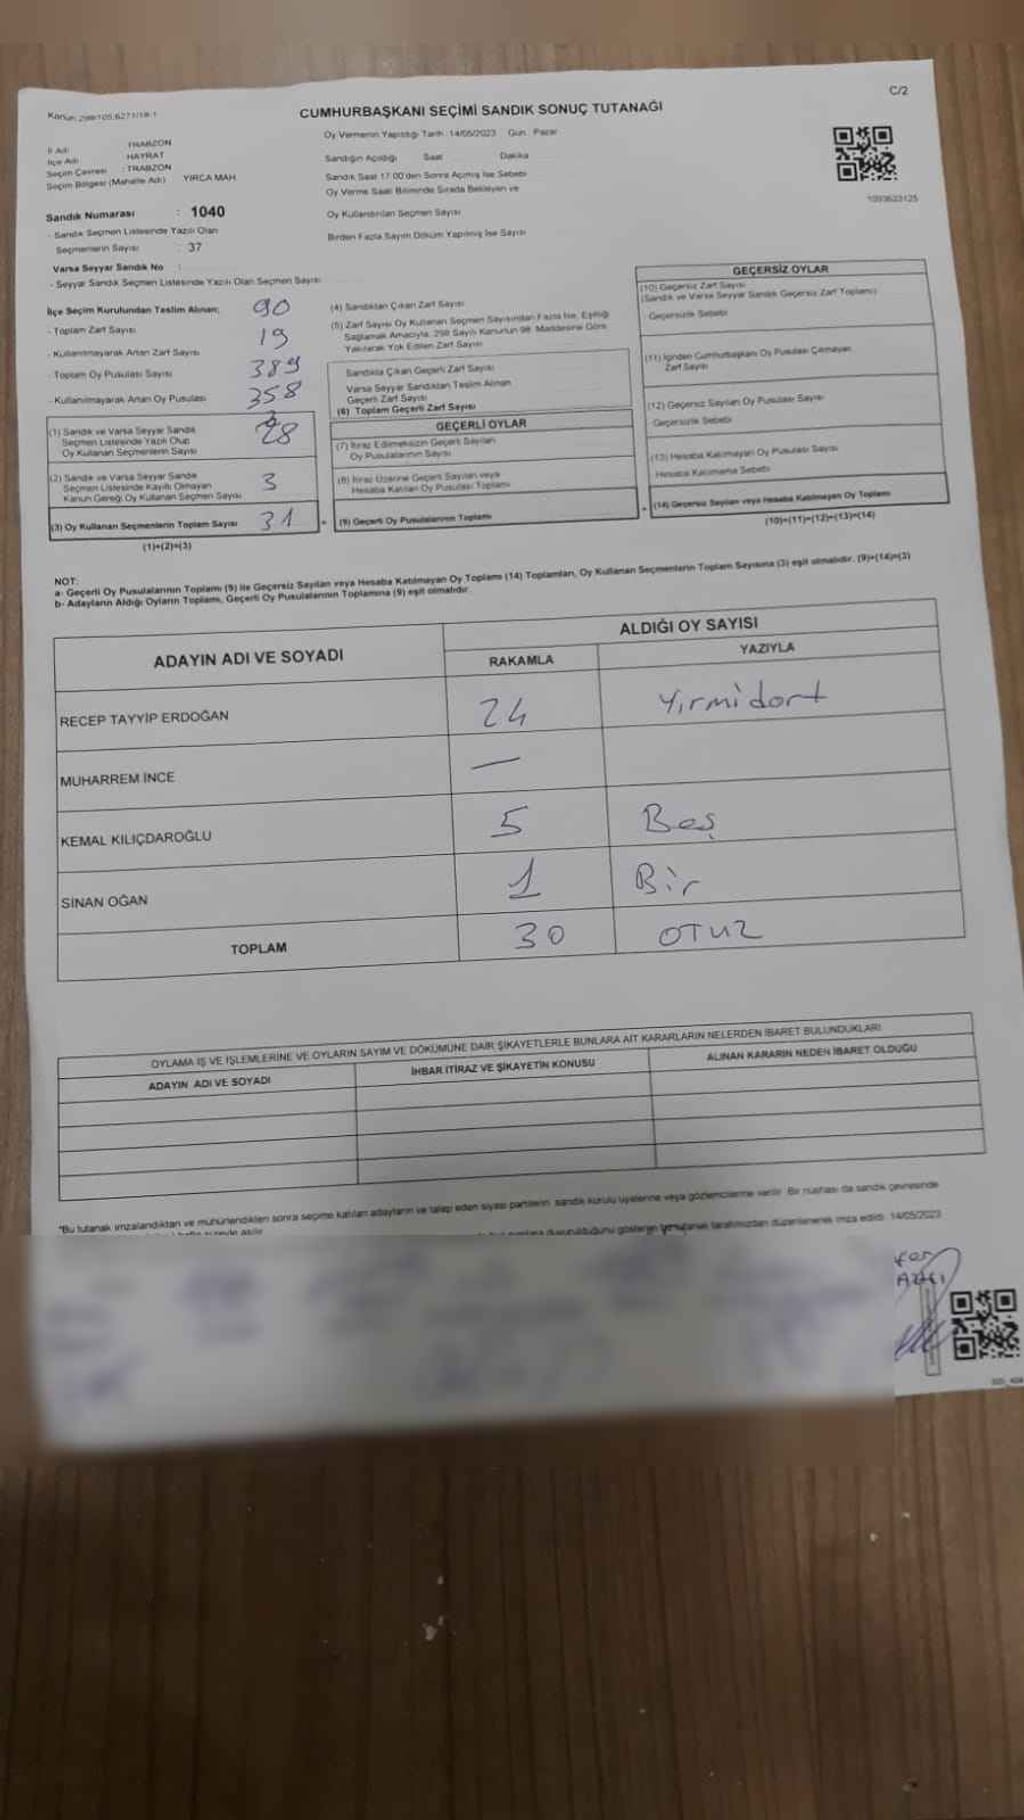 C/2
Kanun: 298/105,6271/18-1
CUMHURBAŞKANI SEÇİMİ SANDIK SONUÇ TUTANAĞI
İl Adı : TRABZON
İlçe Adı : HAYRAT
Seçim Çevresi : TRABZON
Seçim Bölgesi (Mahalle Adı) YIRCA MAH.
Oy Vermenin Yapıldığı Tarih :14/05/2023 Gün : Pazar
Sandığın Açıldığı Saat Dakika
Sandık Saat 17:00'den Sonra Açılmış İse Sebebi
Oy Verme Saati Bitiminde Sırada Bekleyen ve
Oy Kullandırılan Seçmen Sayısı
Birden Fazla Sayım Döküm Yapılmış İse Sayısı
1093623125
Sandık Numarası : 1040
- Sandık Seçmen Listesinde Yazılı Olan
Seçmenlerin Sayısı : 37
Varsa Seyyar Sandık No :
- Seyyar Sandık Seçmen Listesinde Yazılı Olan Seçmen Sayısı
İlçe Seçim Kurulundan Teslim Alınan;
- Toplam Zarf Sayısı 90
- Kullanılmayarak Artan Zarf Sayısı 19
- Toplam Oy Pusulası Sayısı 389
- Kullanılmayarak Artan Oy Pusulası 358
(1) Sandık ve Varsa Seyyar Sandık
Seçmen Listesinde Yazılı Olup
Oy Kullanan Seçmenlerin Sayısı 28
(2) Sandık ve Varsa Seyyar Sandık
Seçmen Listesinde Kayıtlı Olmayan
Kanun Gereği Oy Kullanan Seçmen Sayısı 3
(3) Oy Kullanan Seçmenlerin Toplam Sayısı 31
(1)+(2)=(3)
(4) Sandıktan Çıkan Zarf Sayısı
(5) Zarf Sayısı Oy Kullanan Seçmen Sayısından Fazla İse, Eşitliği
Sağlamak Amacıyla, 298 Sayılı Kanunun 98. Maddesine Göre
Yakılarak Yok Edilen Zarf Sayısı
Sandıkta Çıkan Geçerli Zarf Sayısı
Varsa Seyyar Sandıktan Teslim Alınan
Geçerli Zarf Sayısı
(6) Toplam Geçerli Zarf Sayısı
GEÇERLİ OYLAR
(7) İtiraz Edilmeksizin Geçerli Sayılan
Oy Pusulalarının Sayısı
(8) İtiraz Üzerine Geçerli Sayılan veya
Hesaba Katılan Oy Pusulası Toplamı
= (9) Geçerli Oy Pusulalarının Toplamı
GEÇERSİZ OYLAR
(10) Geçersiz Zarf Sayısı
(Sandık ve Varsa Seyyar Sandık Geçersiz Zarf Toplamı)
Geçersizlik Sebebi
(11) İçinden Cumhurbaşkanı Oy Pusulası Çıkmayan
Zarf Sayısı
(12) Geçersiz Sayılan Oy Pusulası Sayısı
Geçersizlik Sebebi
(13) Hesaba Katılmayan Oy Pusulası Sayısı
Hesaba Katılmama Sebebi
+ (14) Geçersiz Sayılan veya Hesaba Katılmayan Oy Toplamı
(10)+(11)+(12)+(13)=(14)
NOT:
a- Geçerli Oy Pusulalarının Toplamı (9) ile Geçersiz Sayılan veya Hesaba Katılmayan Oy Toplamı (14) Toplamları, Oy Kullanan Seçmenlerin Toplam Sayısına (3) eşit olmalıdır. (9)+(14)=(3)
b- Adayların Aldığı Oyların Toplamı, Geçerli Oy Pusulalarının Toplamına (9) eşit olmalıdır.
ADAYIN ADI VE SOYADI
ALDIĞI OY SAYISI
RAKAMLA YAZIYLA
RECEP TAYYİP ERDOĞAN 24 Yirmidört
MUHARREM İNCE —
KEMAL KILIÇDAROĞLU 5 Beş
SİNAN OĞAN 1 Bir
TOPLAM 30 OTUZ
OYLAMA İŞ VE İŞLEMLERİNE VE OYLARIN SAYIM VE DÖKÜMÜNE DAİR ŞİKAYETLERLE BUNLARA AİT KARARLARIN NELERDEN İBARET BULUNDUKLARI
ADAYIN ADI VE SOYADI İHBAR İTİRAZ VE ŞİKAYETİN KONUSU ALINAN KARARIN NEDEN İBARET OLDUĞU
*Bu tutanak imzalandıktan ve mühürlendikten sonra seçime katılan adayların ve talep eden siyasi partilerin sandık kurulu üyelerine veya gözlemcilerine verilir. Bir nüshası da sandık çevresinde
tarafımızdan düzenlenerek imza edildi. 14/05/2023